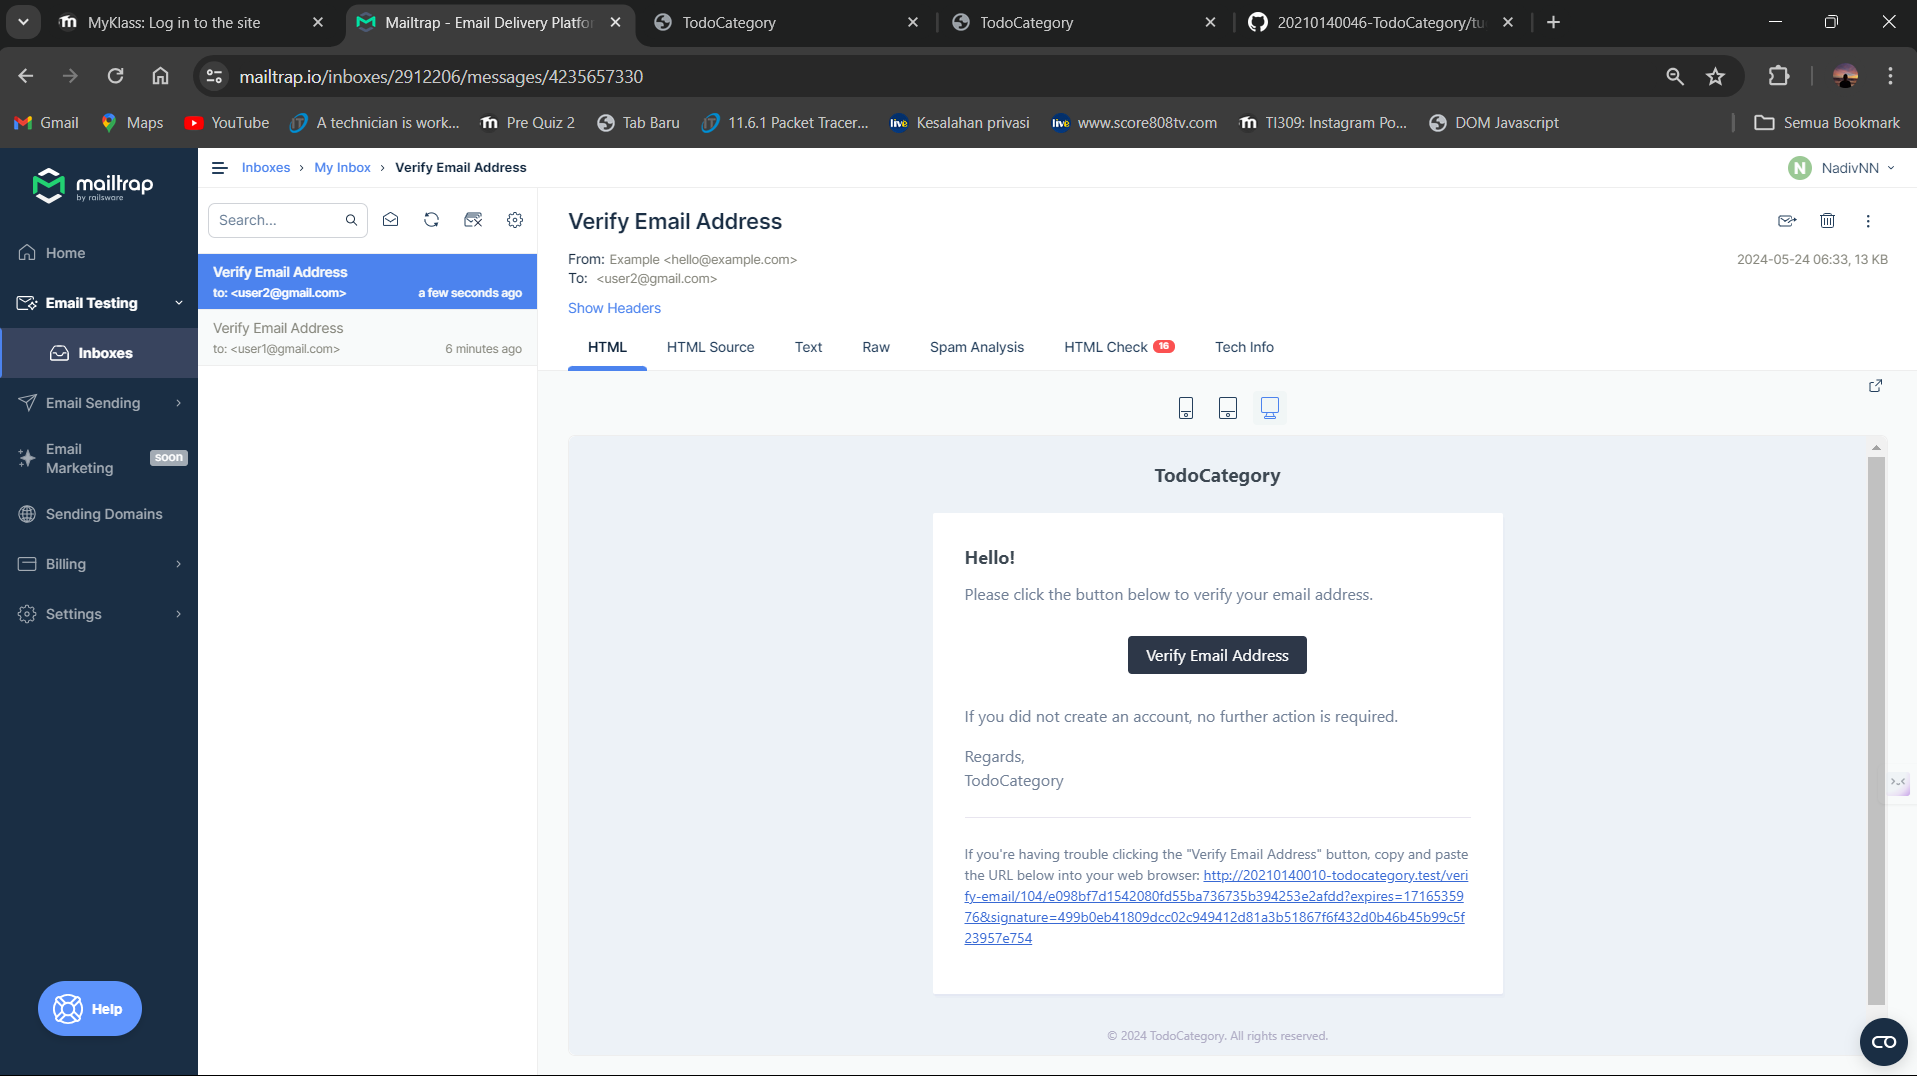 MyKlass: Log in to the site
Mailtrap - Email Delivery Platfo
TodoCategory
TodoCategory
20210140046-TodoCategory/tu
mailtrap.io/inboxes/2912206/messages/4235657330
Gmail
Maps
YouTube
A technician is work...
Pre Quiz 2
Tab Baru
11.6.1 Packet Tracer...
live Kesalahan privasi
live www.score808tv.com
TI309: Instagram Po...
DOM Javascript
Semua Bookmark
mailtrap
by railsware
Home
Email Testing
Inboxes
Email Sending
Email
Marketing
soon
Sending Domains
Billing
Settings
Help
Inboxes › My Inbox › Verify Email Address
N NadivNN
Search...
Verify Email Address
to: <user2@gmail.com> a few seconds ago
Verify Email Address
to: <user1@gmail.com> 6 minutes ago
Verify Email Address
From: Example <hello@example.com>
2024-05-24 06:33, 13 KB
To: <user2@gmail.com>
Show Headers
HTML
HTML Source
Text
Raw
Spam Analysis
HTML Check 16
Tech Info
TodoCategory
Hello!
Please click the button below to verify your email address.
Verify Email Address
If you did not create an account, no further action is required.
Regards,
TodoCategory
If you're having trouble clicking the "Verify Email Address" button, copy and paste
the URL below into your web browser: http://20210140010-todocategory.test/veri
fy-email/104/e098bf7d1542080fd55ba736735b394253e2afdd?expires=17165359
76&signature=499b0eb41809dcc02c949412d81a3b51867f6f432d0b46b45b99c5f
23957e754
© 2024 TodoCategory. All rights reserved.